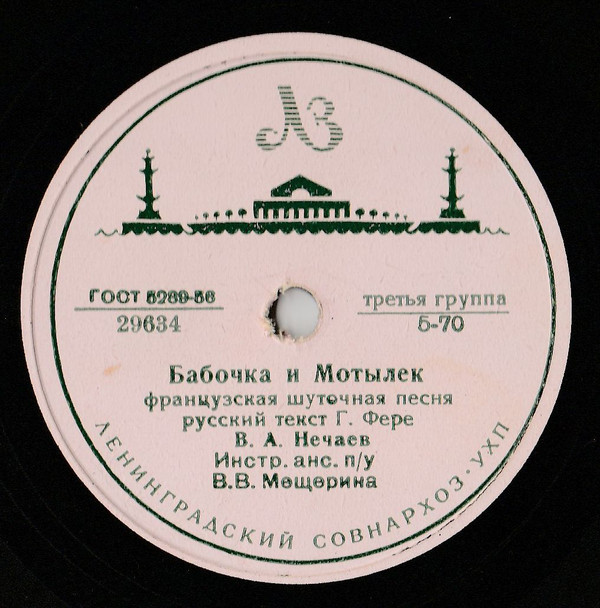 ЛЗ
ГОСТ 5289-56
29634
третья группа
5-70
Бабочка и Мотылек
французская шуточная песня
русский текст Г. Фере
В. А. Нечаев
Инстр. анс. п/у
В.В. Мещерина
ЛЕНИНГРАДСКИЙ СОВНАРХОЗ·УХП